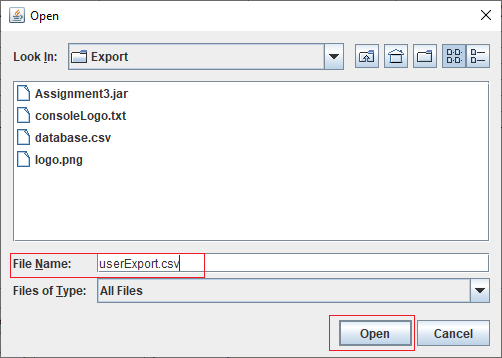 Open
Look In: Export
Assignment3.jar
consoleLogo.txt
database.csv
logo.png
File Name: userExport.csv
Files of Type: All Files
Open Cancel